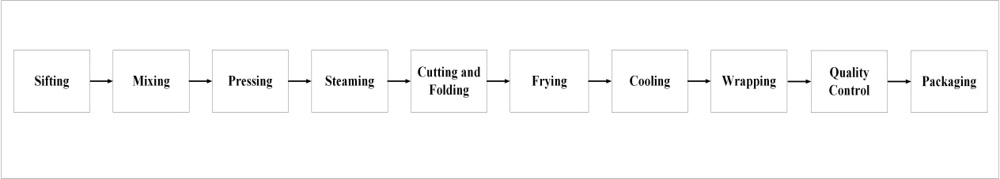 Sifting
Mixing
Pressing
Steaming
Cutting and
Folding
Frying
Cooling
Wrapping
Quality
Control
Packaging